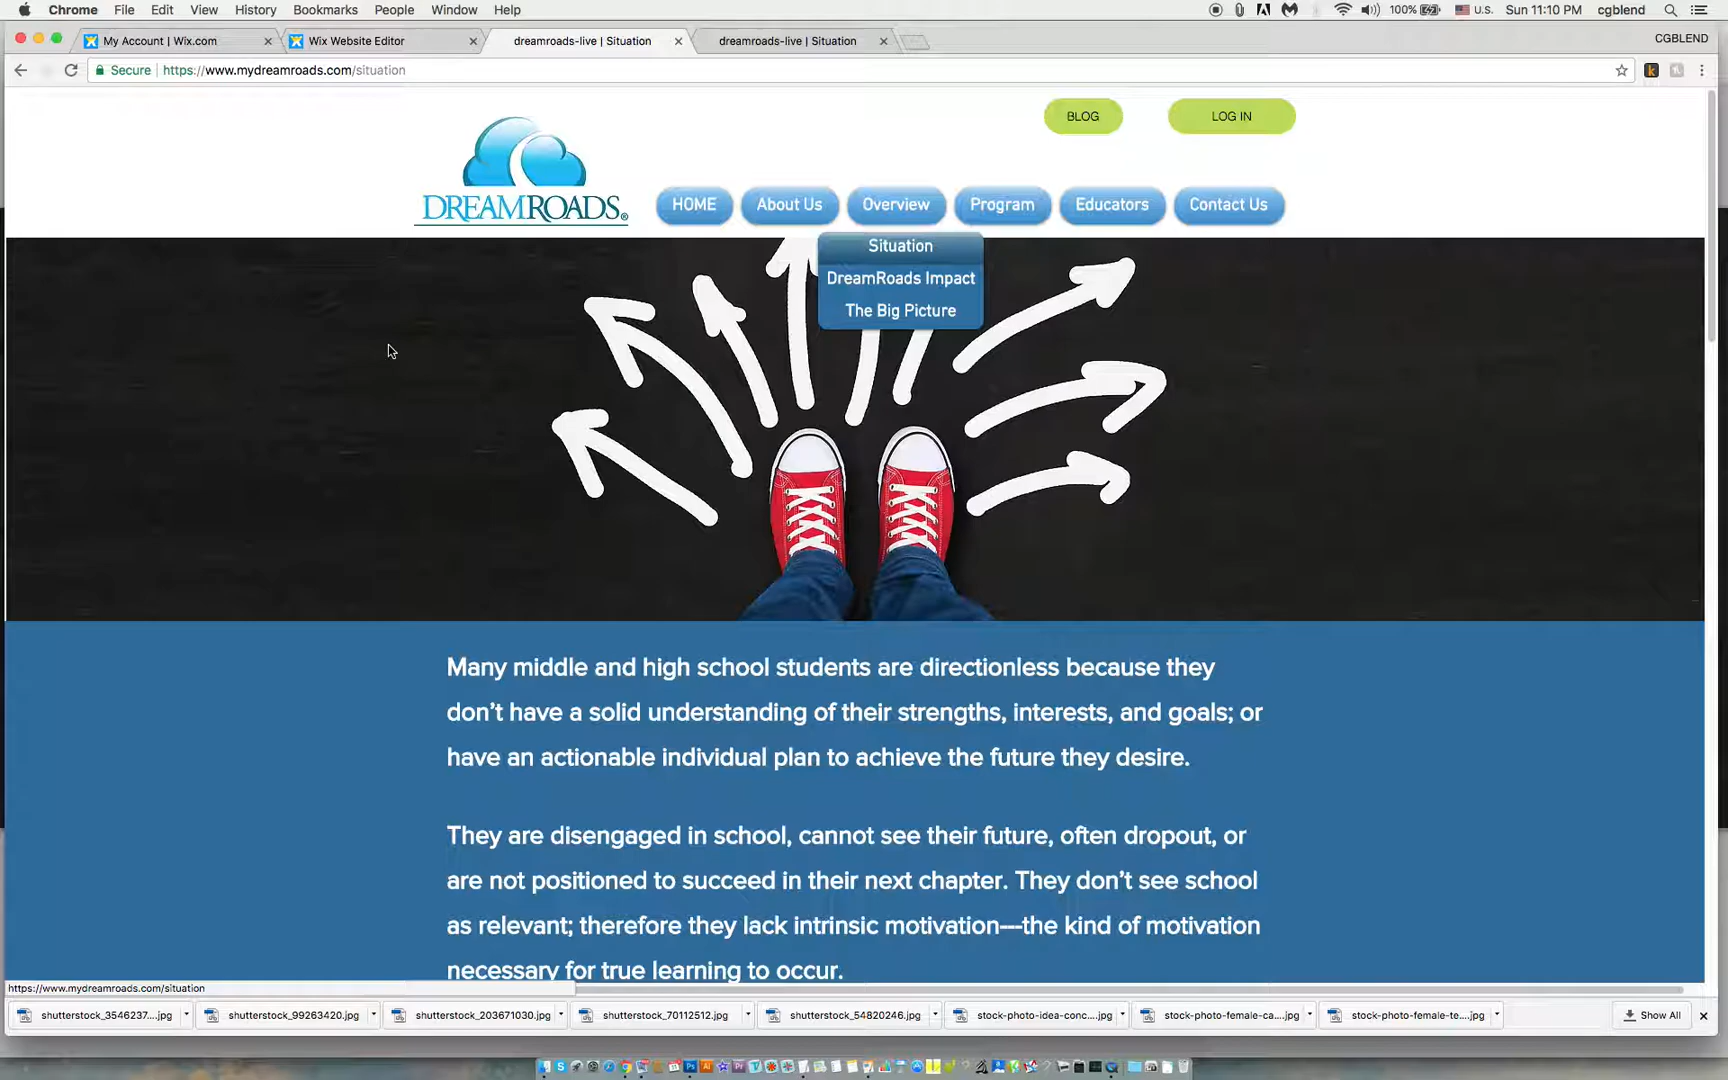 Chrome File Edit View History Bookmarks People Window Help 100% U.S. Sun 11:10 PM cgblend
My Account | Wix.com Wix Website Editor dreamroads-live | Situation dreamroads-live | Situation CGBLEND
Secure https://www.mydreamroads.com/situation
BLOG LOG IN
DREAMROADS®
HOME About Us Overview Program Educators Contact Us
Situation
DreamRoads Impact
The Big Picture
Many middle and high school students are directionless because they
don’t have a solid understanding of their strengths, interests, and goals; or
have an actionable individual plan to achieve the future they desire.
They are disengaged in school, cannot see their future, often dropout, or
are not positioned to succeed in their next chapter. They don’t see school
as relevant; therefore they lack intrinsic motivation---the kind of motivation
necessary for true learning to occur.
https://www.mydreamroads.com/situation
shutterstock_3546237....jpg shutterstock_99263420.jpg shutterstock_203671030.jpg shutterstock_70112512.jpg shutterstock_54820246.jpg stock-photo-idea-conc....jpg stock-photo-female-ca....jpg stock-photo-female-te....jpg Show All